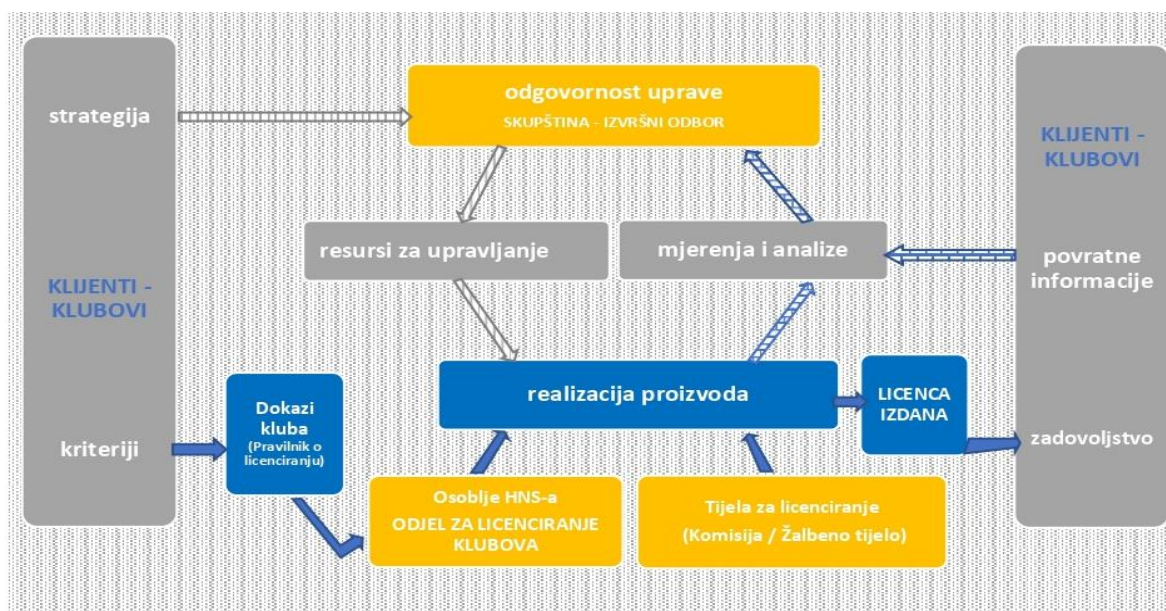 strategija
KLIJENTI -
KLUBOVI
kriteriji
odgovornost uprave
SKUPŠTINA - IZVRŠNI ODBOR
resursi za upravljanje
mjerenja i analize
realizacija proizvoda
Dokazi
kluba
(Pravilnik o
licenciranju)
Osoblje HNS-a
ODJEL ZA LICENCIRANJE
KLUBOVA
Tijela za licenciranje
(Komisija / Žalbeno tijelo)
LICENCA
IZDANA
KLIJENTI -
KLUBOVI
povratne
informacije
zadovoljstvo